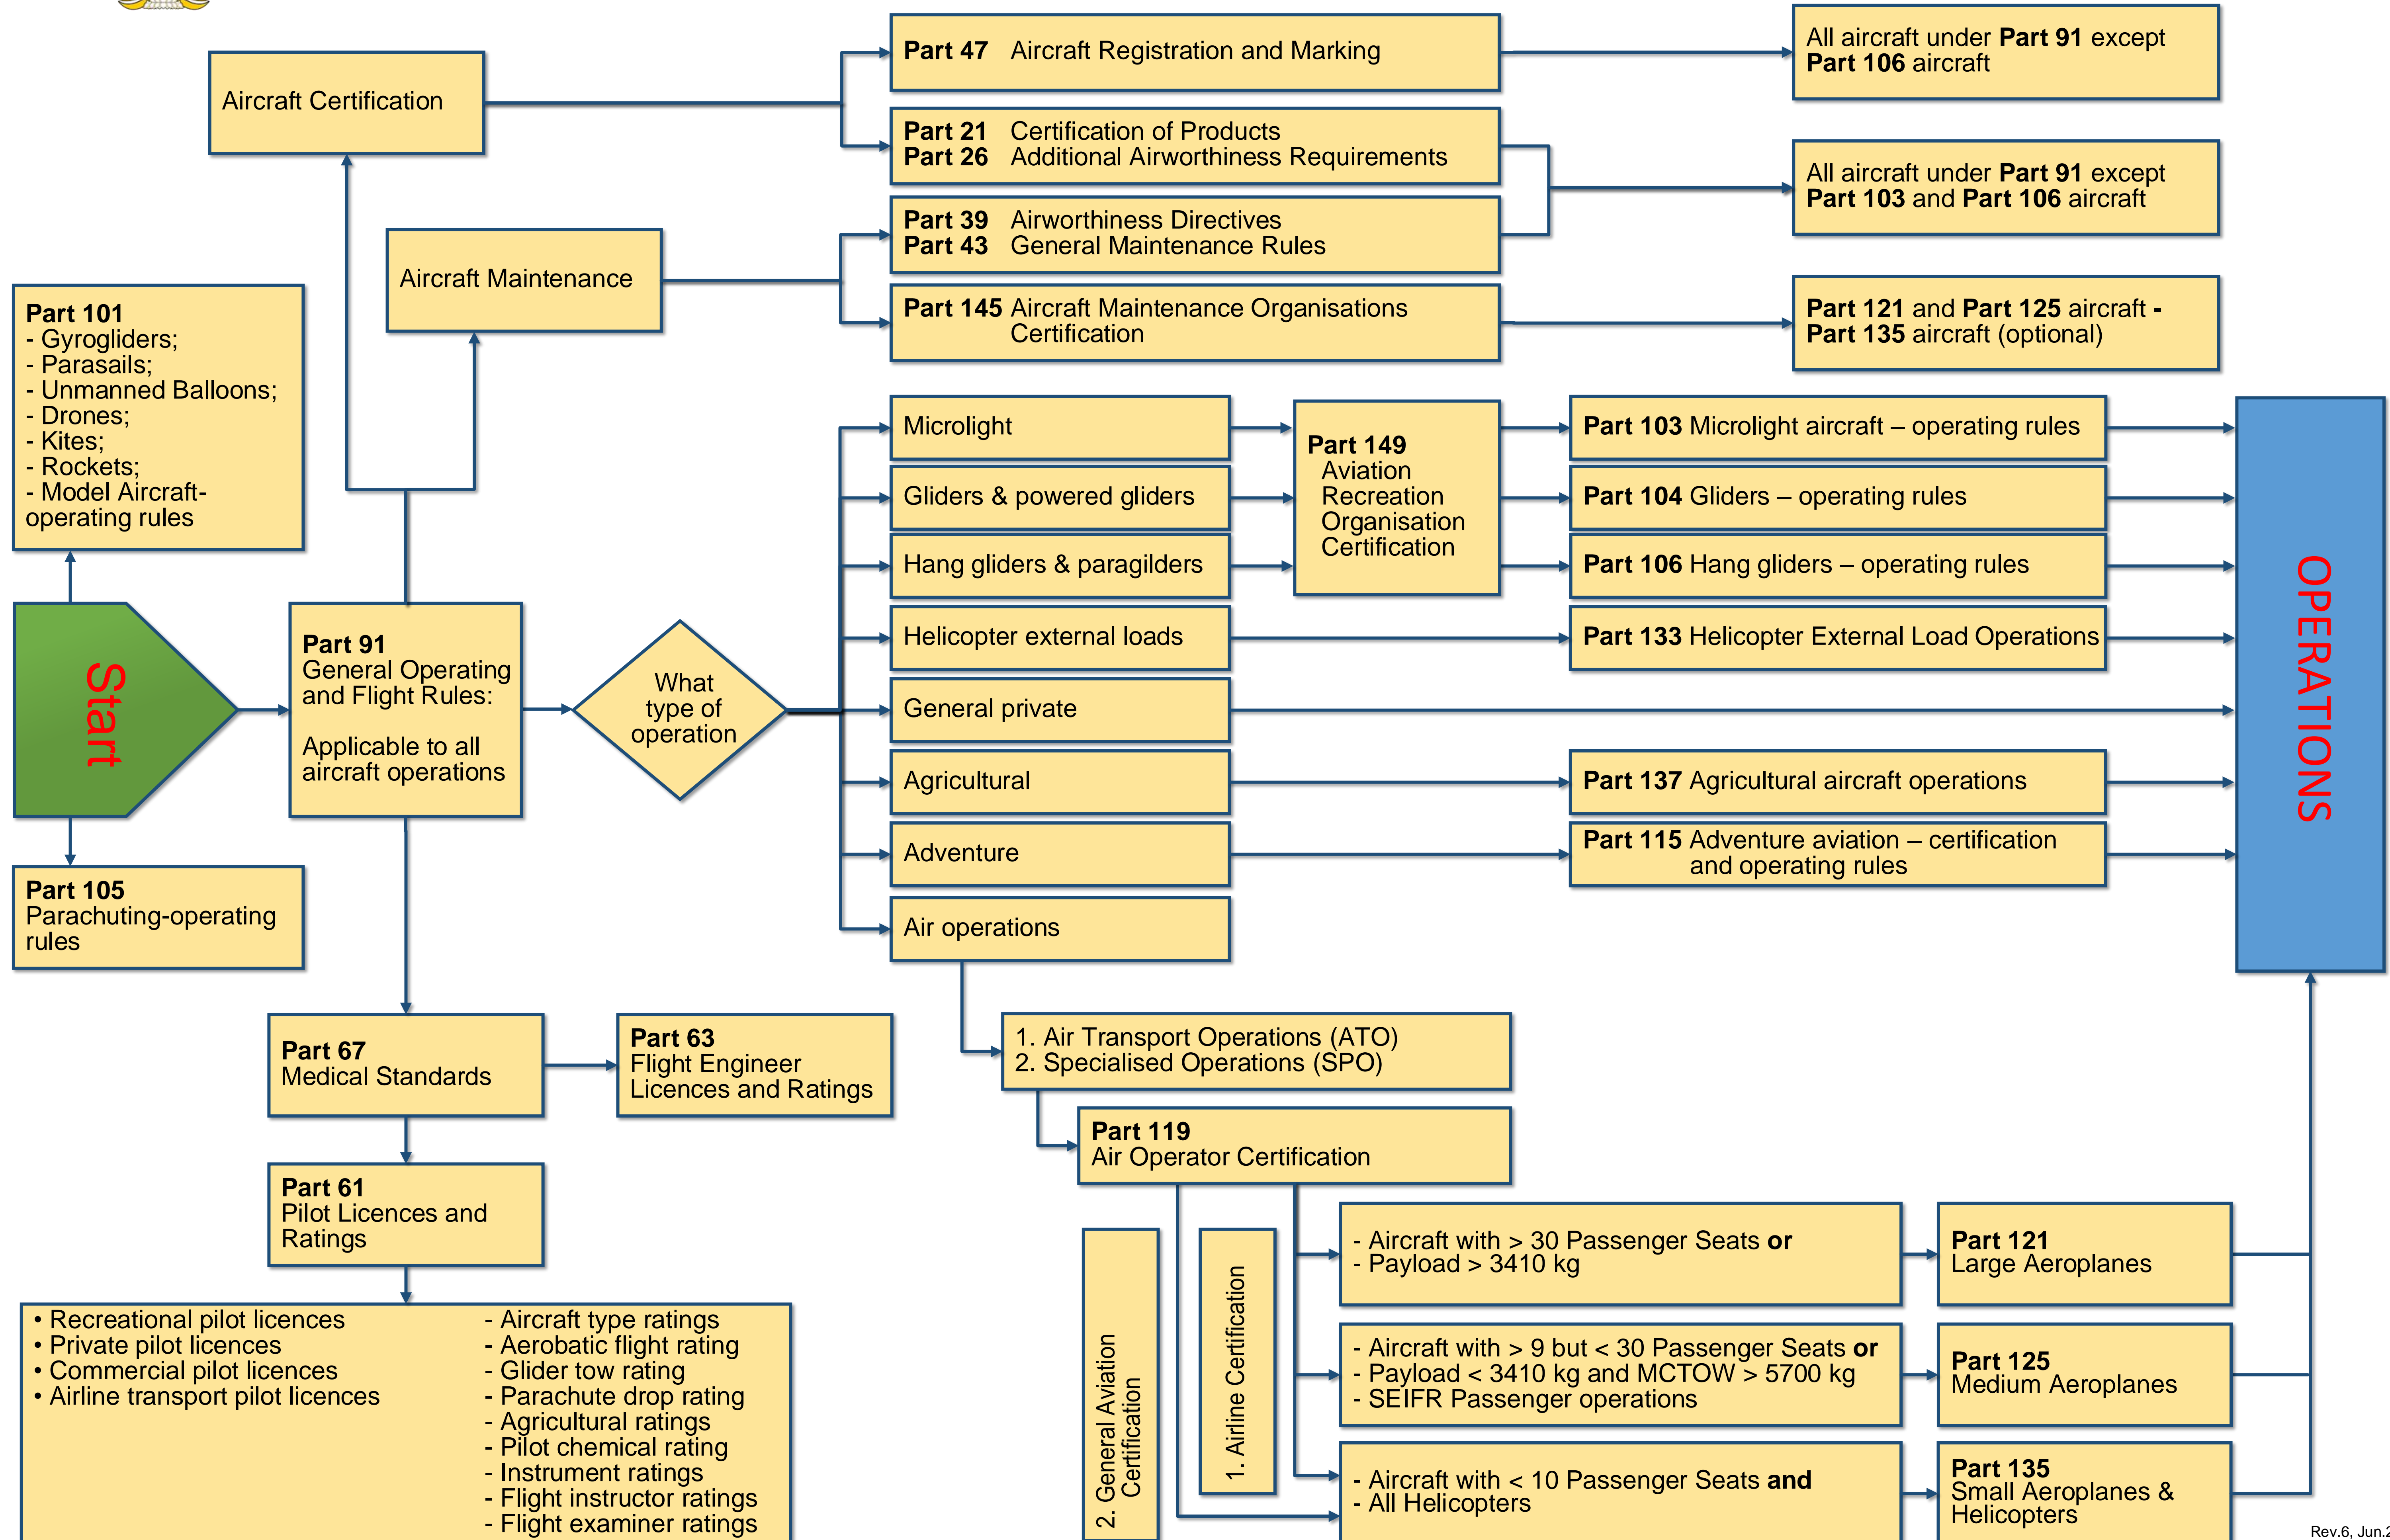 Aircraft Certification
Part 47 Aircraft Registration and Marking
All aircraft under Part 91 except
Part 106 aircraft
Part 21 Certification of Products
Part 26 Additional Airworthiness Requirements
All aircraft under Part 91 except
Part 103 and Part 106 aircraft
Aircraft Maintenance
Part 39 Airworthiness Directives
Part 43 General Maintenance Rules
Part 145 Aircraft Maintenance Organisations
Certification
Part 121 and Part 125 aircraft -
Part 135 aircraft (optional)
Part 101
- Gyrogliders;
- Parasails;
- Unmanned Balloons;
- Drones;
- Kites;
- Rockets;
- Model Aircraft-
operating rules
Start
Part 105
Parachuting-operating
rules
Part 91
General Operating
and Flight Rules:
Applicable to all
aircraft operations
What
type of
operation
Microlight
Gliders & powered gliders
Hang gliders & paragilders
Helicopter external loads
General private
Agricultural
Adventure
Air operations
Part 149
Aviation
Recreation
Organisation
Certification
Part 103 Microlight aircraft – operating rules
Part 104 Gliders – operating rules
Part 106 Hang gliders – operating rules
Part 133 Helicopter External Load Operations
Part 137 Agricultural aircraft operations
Part 115 Adventure aviation – certification
and operating rules
OPERATIONS
Part 67
Medical Standards
Part 63
Flight Engineer
Licences and Ratings
Part 61
Pilot Licences and
Ratings
• Recreational pilot licences
• Private pilot licences
• Commercial pilot licences
• Airline transport pilot licences
- Aircraft type ratings
- Aerobatic flight rating
- Glider tow rating
- Parachute drop rating
- Agricultural ratings
- Pilot chemical rating
- Instrument ratings
- Flight instructor ratings
- Flight examiner ratings
1. Air Transport Operations (ATO)
2. Specialised Operations (SPO)
Part 119
Air Operator Certification
2. General Aviation
Certification
1. Airline Certification
- Aircraft with > 30 Passenger Seats or
- Payload > 3410 kg
Part 121
Large Aeroplanes
- Aircraft with > 9 but < 30 Passenger Seats or
- Payload < 3410 kg and MCTOW > 5700 kg
- SEIFR Passenger operations
Part 125
Medium Aeroplanes
- Aircraft with < 10 Passenger Seats and
- All Helicopters
Part 135
Small Aeroplanes &
Helicopters
Rev.6, Jun.